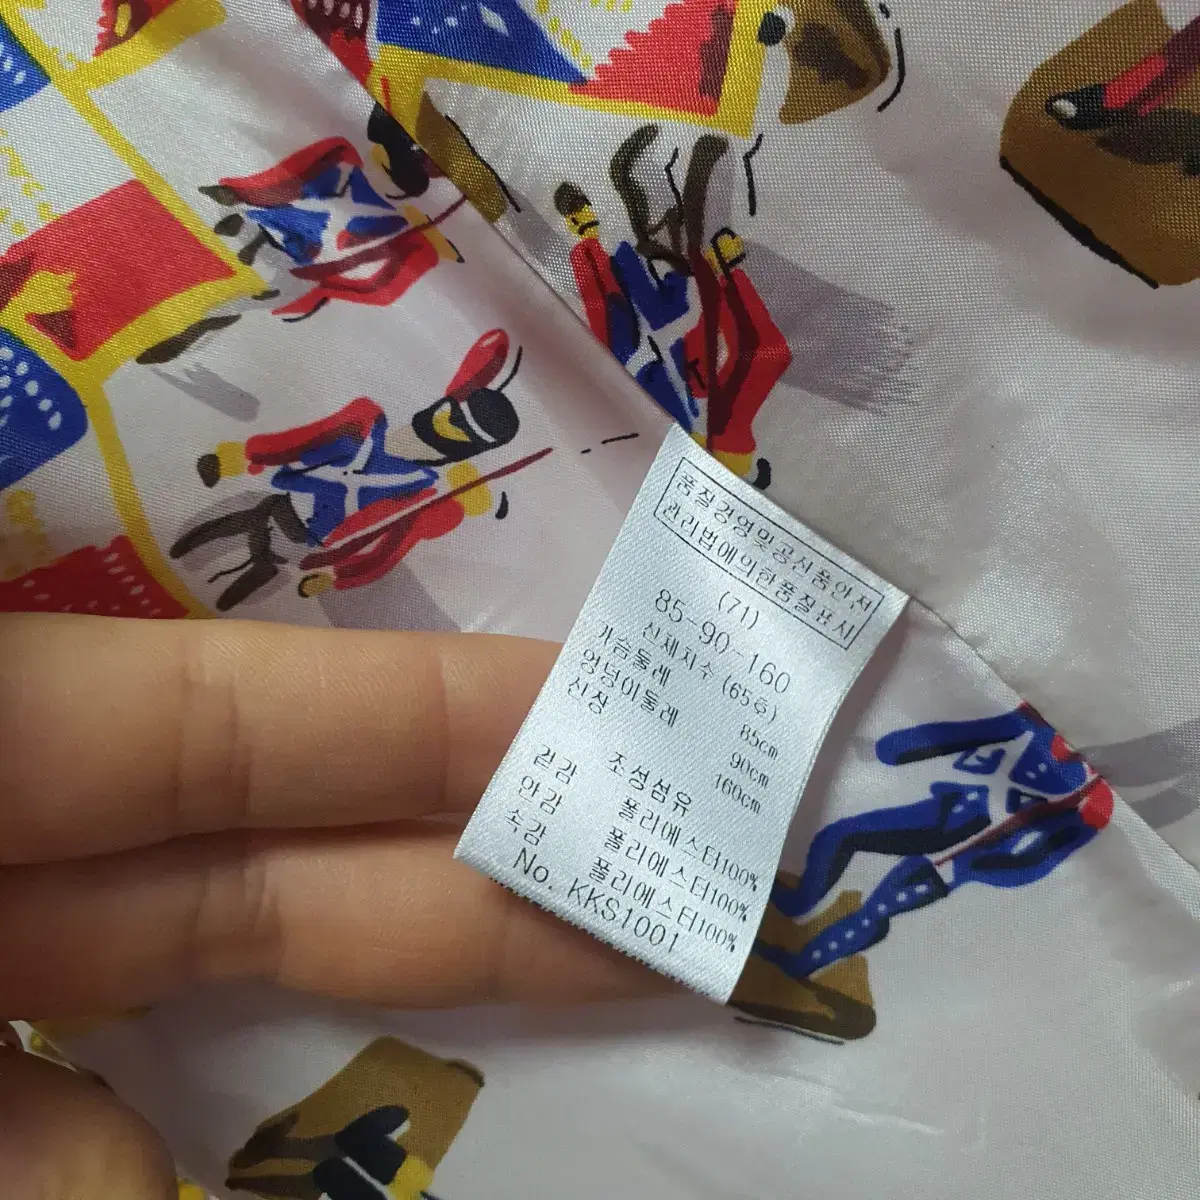 품질경영및공산품안전
관리법에의한품질표시
(71)
85-90-160
신체치수 (65호)
가슴둘레 85cm
엉덩이둘레 90cm
신장 160cm
조성섬유
겉감 폴리에스터100%
안감 폴리에스터100%
속감 폴리에스터100%
No. KKS1001